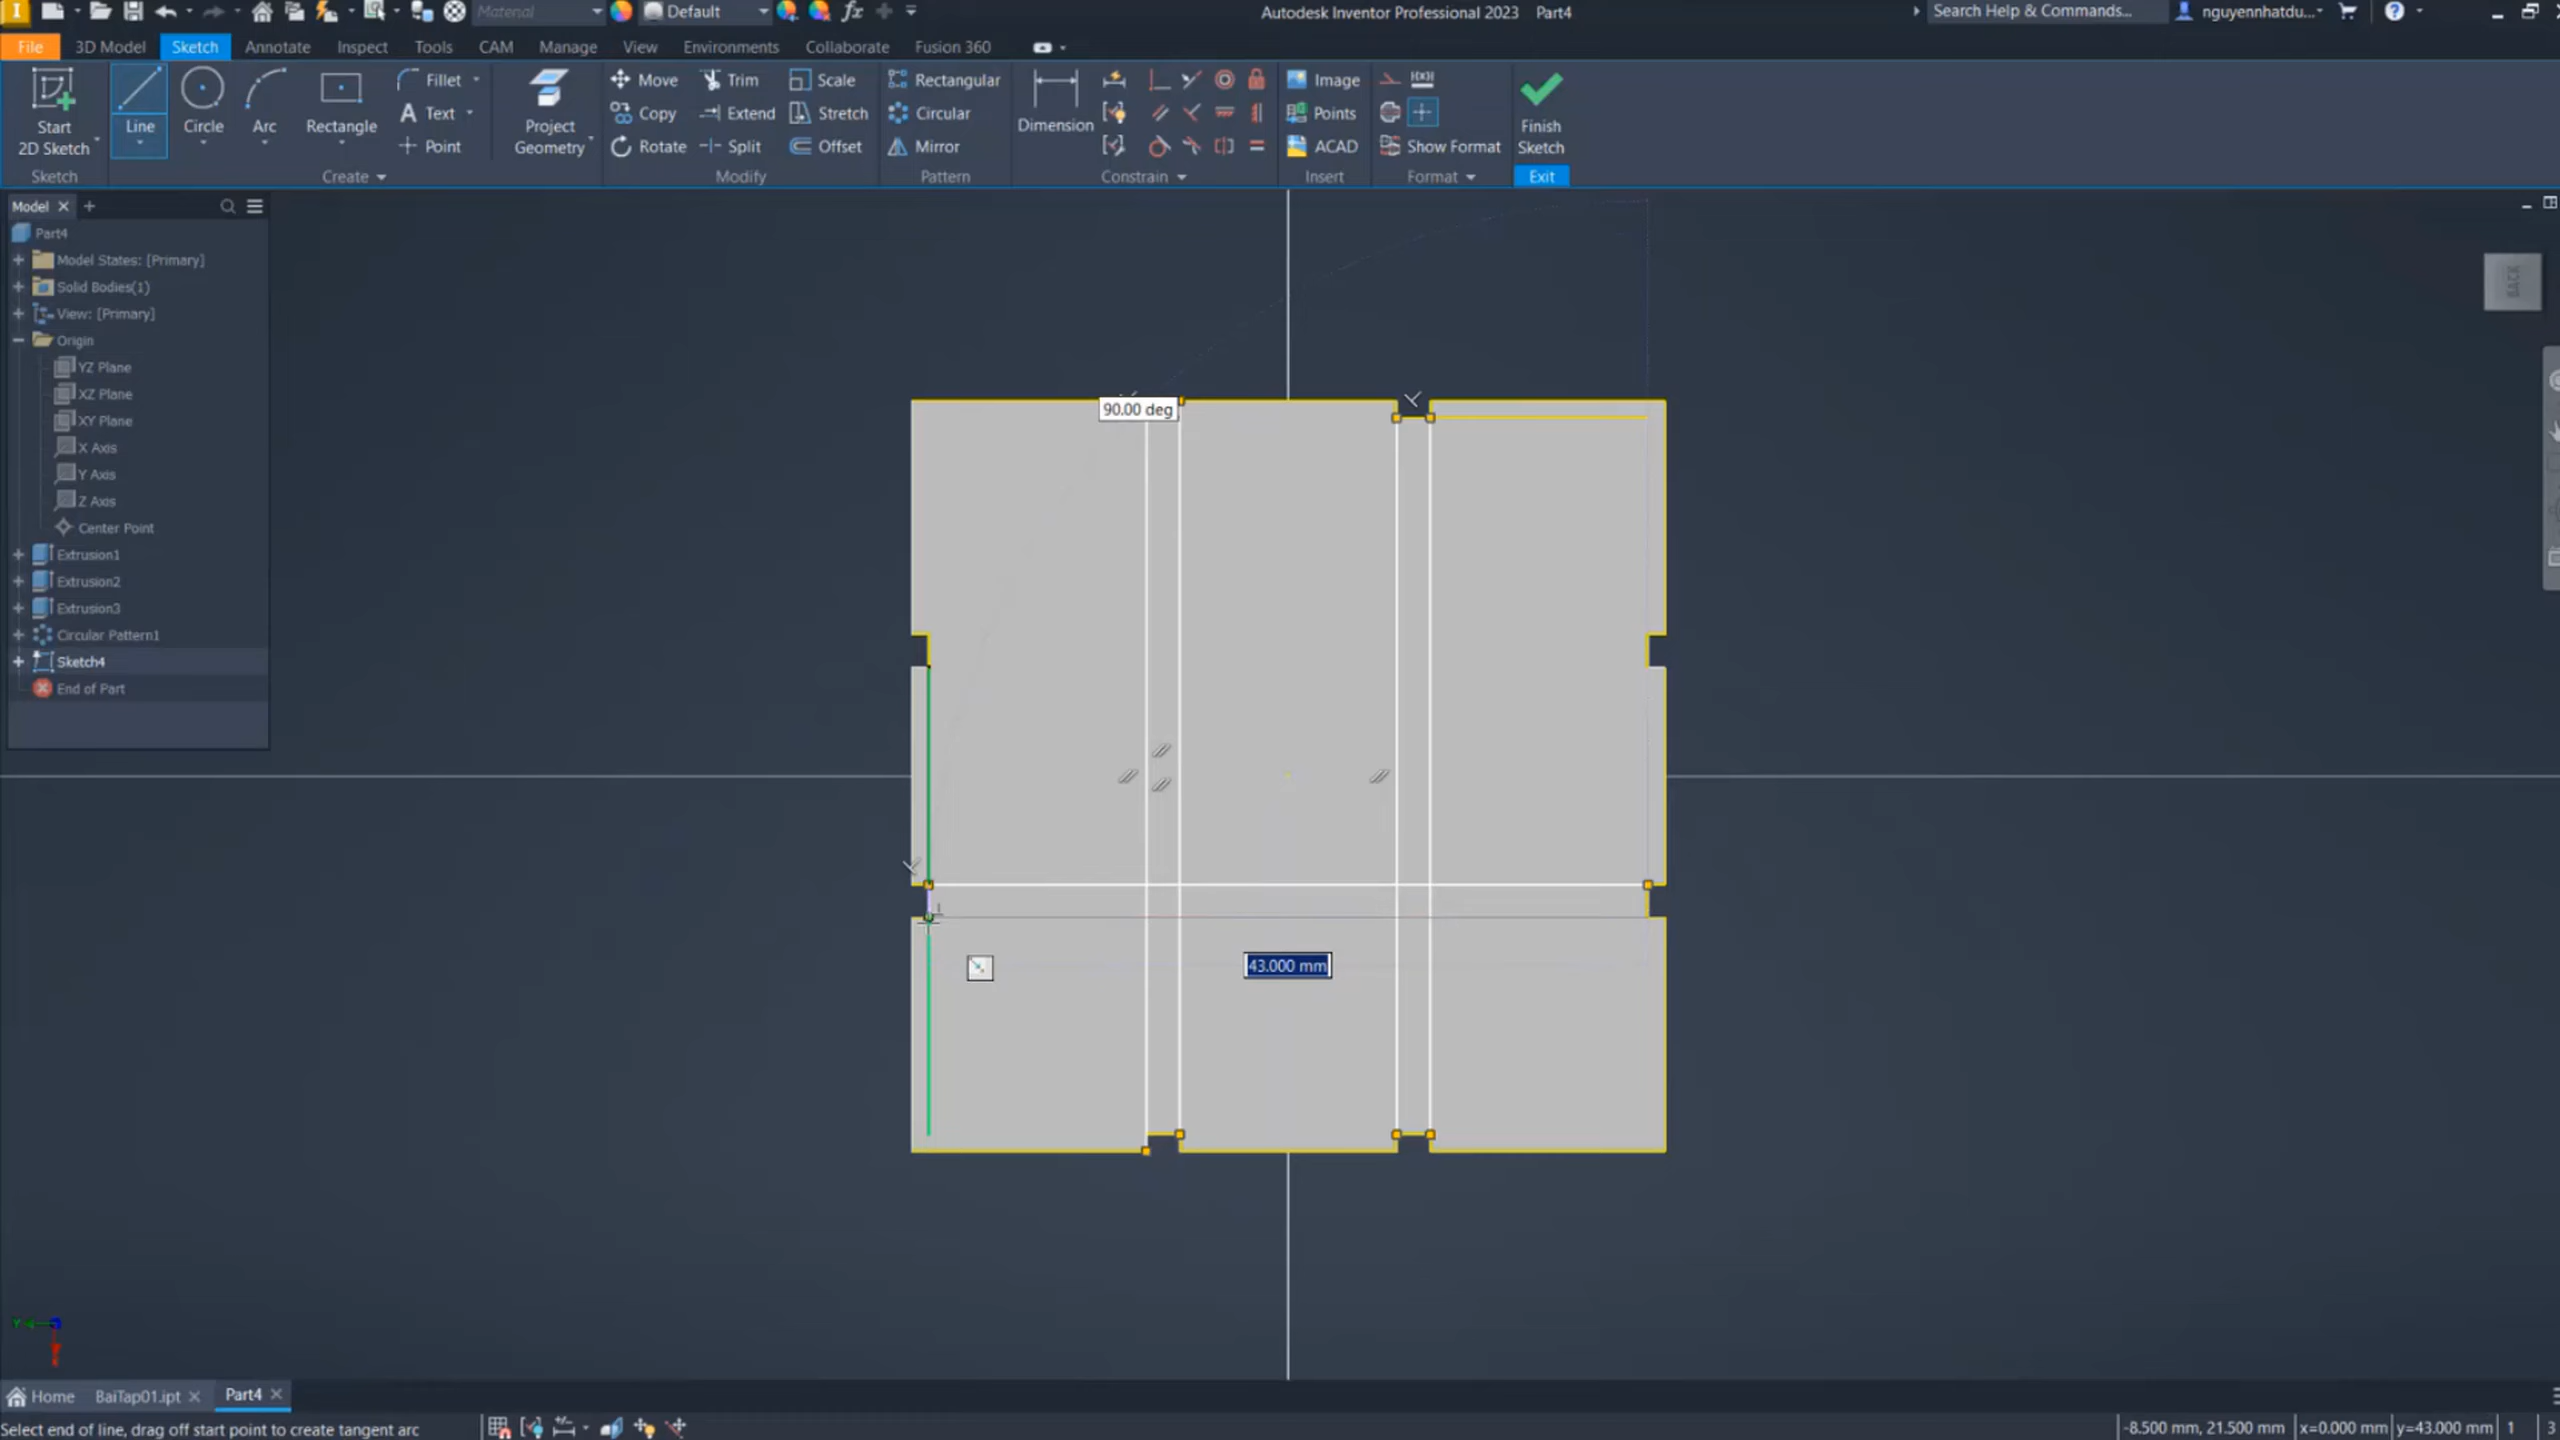 Material Default Autodesk Inventor Professional 2023 Part4 Search Help & Commands... nguyennhatdu...
File 3D Model Sketch Annotate Inspect Tools CAM Manage View Environments Collaborate Fusion 360
Start
2D Sketch
Line
Circle
Arc
Rectangle
Fillet
Text
Point
Project
Geometry
Move Trim Scale
Copy Extend Stretch
Rotate Split Offset
Rectangular
Circular
Mirror
Dimension
Image
Points
ACAD
Show Format
Finish
Sketch
Sketch Create Modify Pattern Constrain Insert Format Exit
Model
Part4
Model States: [Primary]
Solid Bodies(1)
View: [Primary]
Origin
YZ Plane
XZ Plane
XY Plane
X Axis
Y Axis
Z Axis
Center Point
Extrusion1
Extrusion2
Extrusion3
Circular Pattern1
Sketch4
End of Part
BACK
90.00 deg
43.000 mm
Y
Home BaiTap01.ipt Part4
Select end of line, drag off start point to create tangent arc
-8.500 mm, 21.500 mm x=0.000 mm y=43.000 mm 1 3